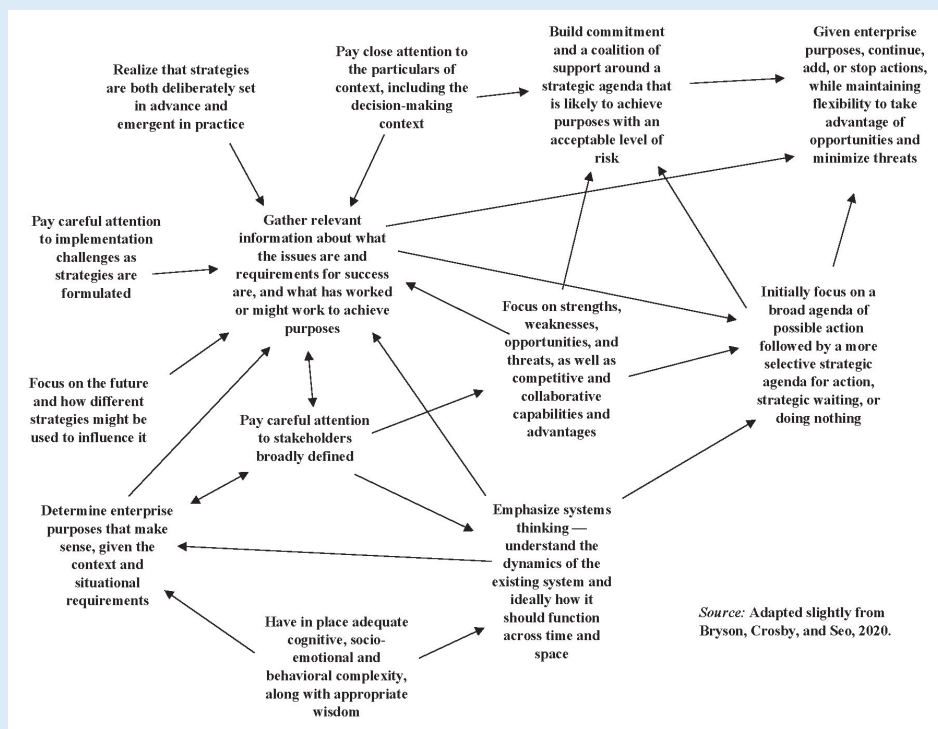 Realize that strategies
are both deliberately set
in advance and
emergent in practice
Pay close attention to
the particulars of
context, including the
decision-making
context
Build commitment
and a coalition of
support around a
strategic agenda that
is likely to achieve
purposes with an
acceptable level of
risk
Given enterprise
purposes, continue,
add, or stop actions,
while maintaining
flexibility to take
advantage of
opportunities and
minimize threats
Pay careful attention
to implementation
challenges as
strategies are
formulated
Gather relevant
information about what
the issues are and
requirements for success
are, and what has worked
or might work to achieve
purposes
Focus on strengths,
weaknesses,
opportunities, and
threats, as well as
competitive and
collaborative
capabilities and
advantages
Initially focus on a
broad agenda of
possible action
followed by a more
selective strategic
agenda for action,
strategic waiting, or
doing nothing
Focus on the future
and how different
strategies might be
used to influence it
Pay careful attention
to stakeholders
broadly defined
Determine enterprise
purposes that make
sense, given the
context and
situational
requirements
Emphasize systems
thinking —
understand the
dynamics of the
existing system and
ideally how it
should function
across time and
space
Have in place adequate
cognitive, socio-
emotional and
behavioral complexity,
along with appropriate
wisdom
Source: Adapted slightly from
Bryson, Crosby, and Seo, 2020.